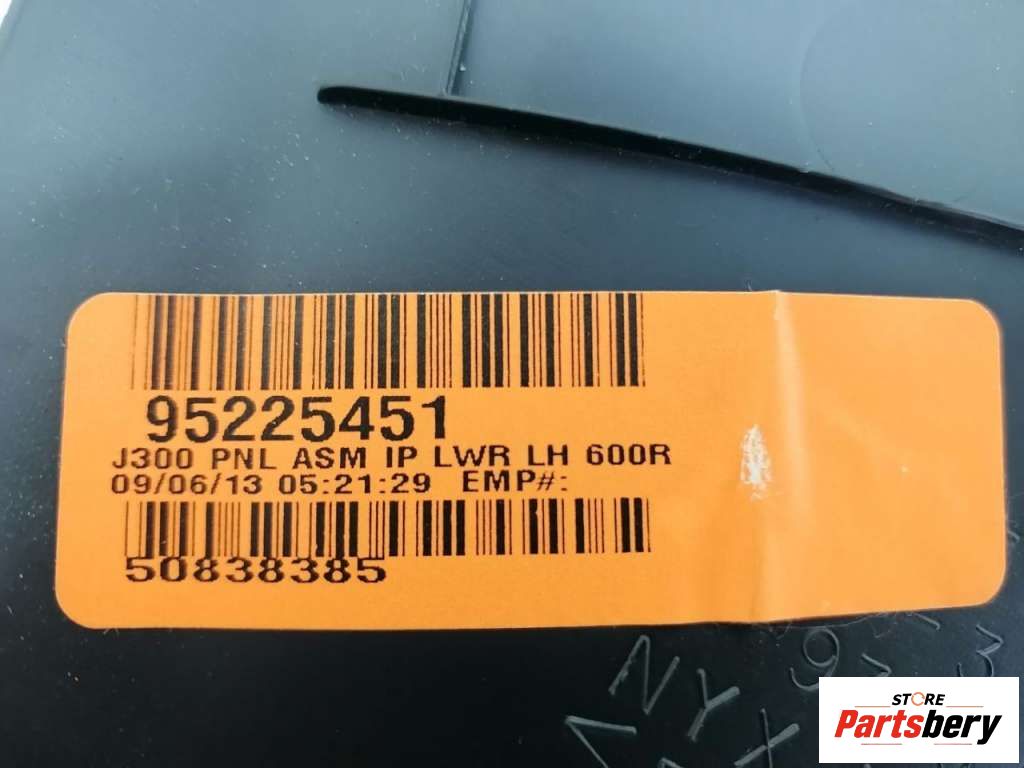 95225451
J300 PNL ASM IP LWR LH 600R
09/06/13 05:21:29 EMP#:
50838385
STORE
Partsbery